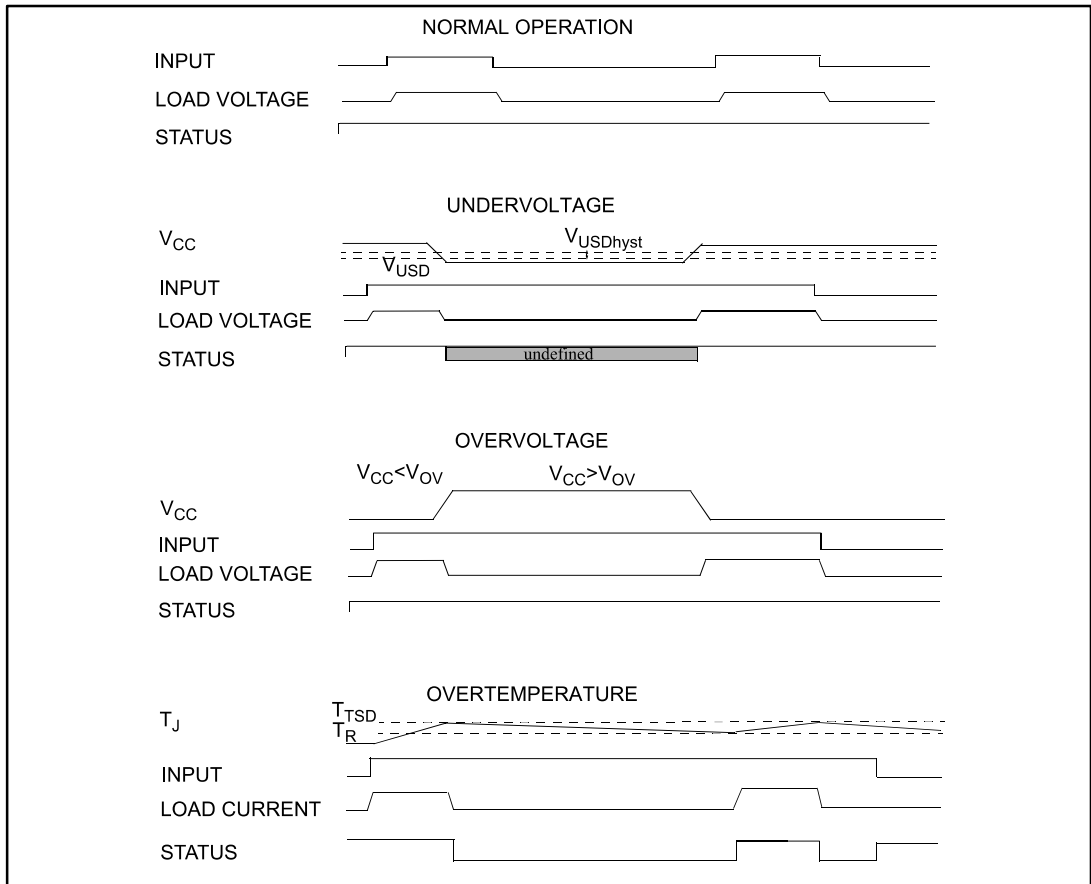 NORMAL OPERATION
INPUT
LOAD VOLTAGE
STATUS
UNDERVOLTAGE
VCC
VUSDhyst
VUSD
INPUT
LOAD VOLTAGE
STATUS
undefined
OVERVOLTAGE
VCC<VOV
VCC>VOV
VCC
INPUT
LOAD VOLTAGE
STATUS
OVERTEMPERATURE
TJ
TTSD
TR
INPUT
LOAD CURRENT
STATUS